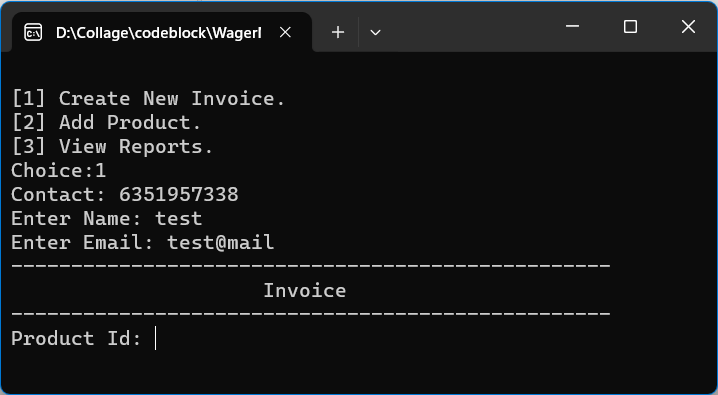 D:\Collage\codeblock\Wager
[1] Create New Invoice.
[2] Add Product.
[3] View Reports.
Choice:1
Contact: 6351957338
Enter Name: test
Enter Email: test@mail
--------------------------------------------------
Invoice
--------------------------------------------------
Product Id: